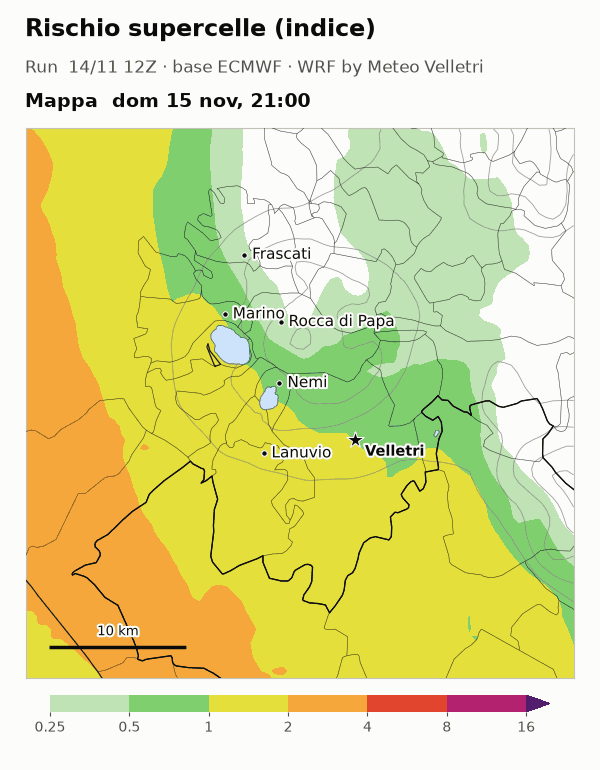 Rischio supercelle (indice)
Run  14/11 12Z · base ECMWF · WRF by Meteo Velletri
Mappa  dom 15 nov, 21:00
Frascati
Marino
Rocca di Papa
Nemi
Velletri
Lanuvio
10 km
0.25 0.5 1 2 4 8 16